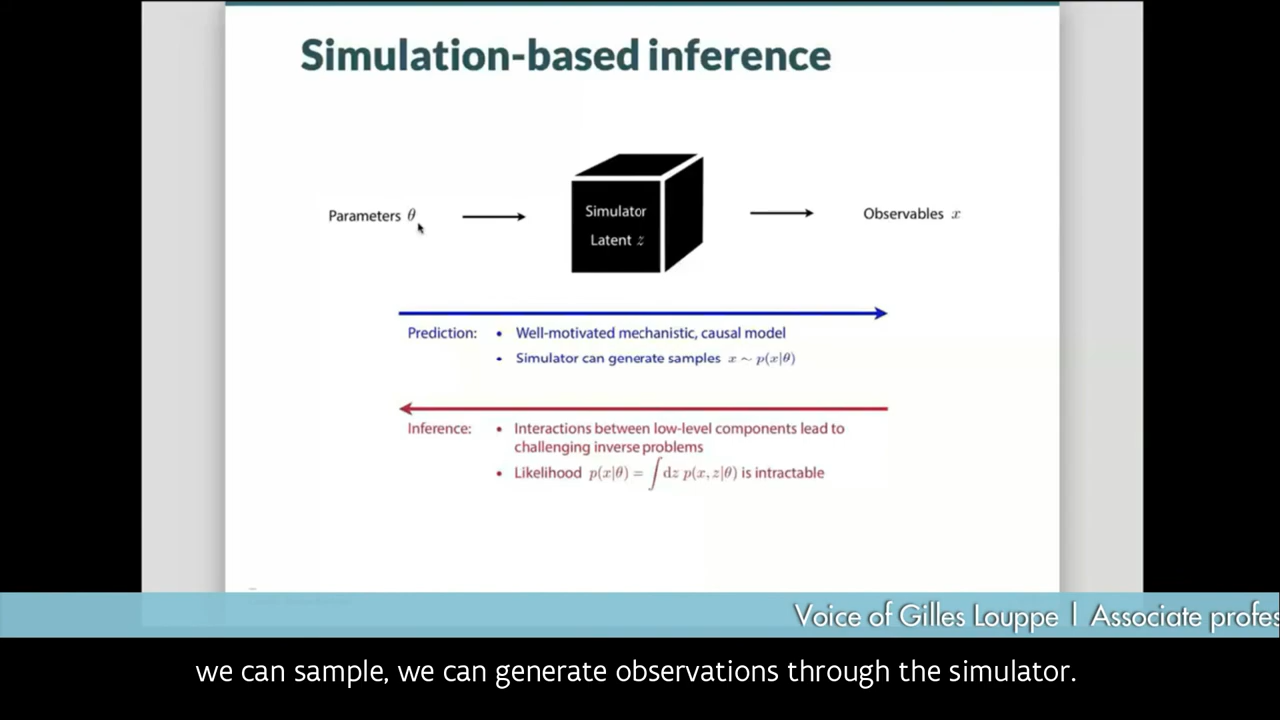 Simulation-based inference
Parameters θ
Simulator
Latent z
Observables x
Prediction:
• Well-motivated mechanistic, causal model
• Simulator can generate samples x ~ p(x|θ)
Inference:
• Interactions between low-level components lead to
challenging inverse problems
• Likelihood p(x|θ) = ∫ dz p(x, z|θ) is intractable
Voice of Gilles Louppe | Associate profes
we can sample, we can generate observations through the simulator.